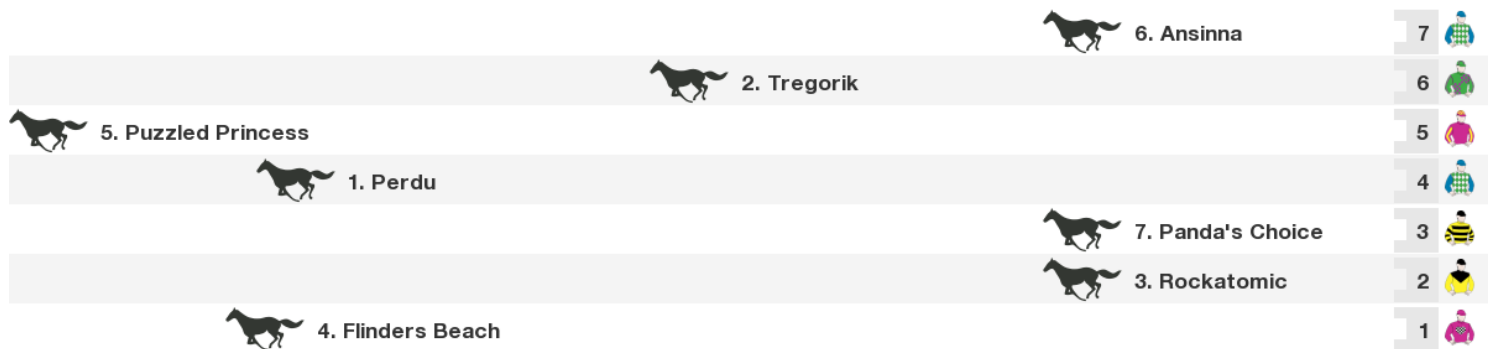 6. Ansinna 7
2. Tregorik 6
5. Puzzled Princess 5
1. Perdu 4
7. Panda's Choice 3
3. Rockatomic 2
4. Flinders Beach 1